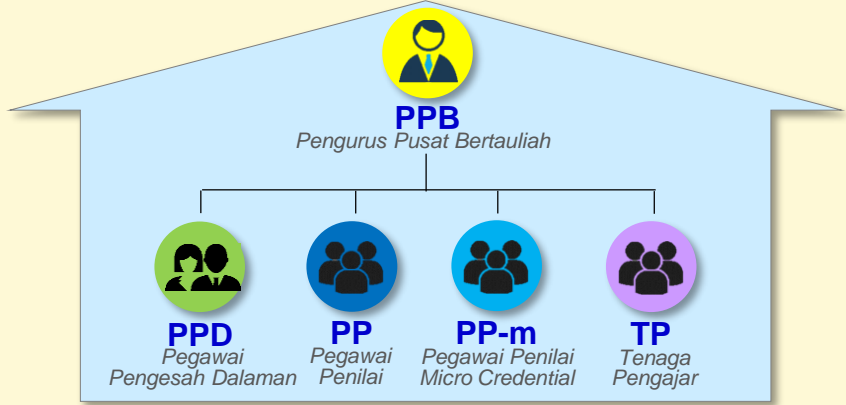 PPB
Pengurus Pusat Bertauliah
PPD
Pegawai
Pengesah Dalaman
PP
Pegawai
Penilai
PP-m
Pegawai Penilai
Micro Credential
TP
Tenaga
Pengajar